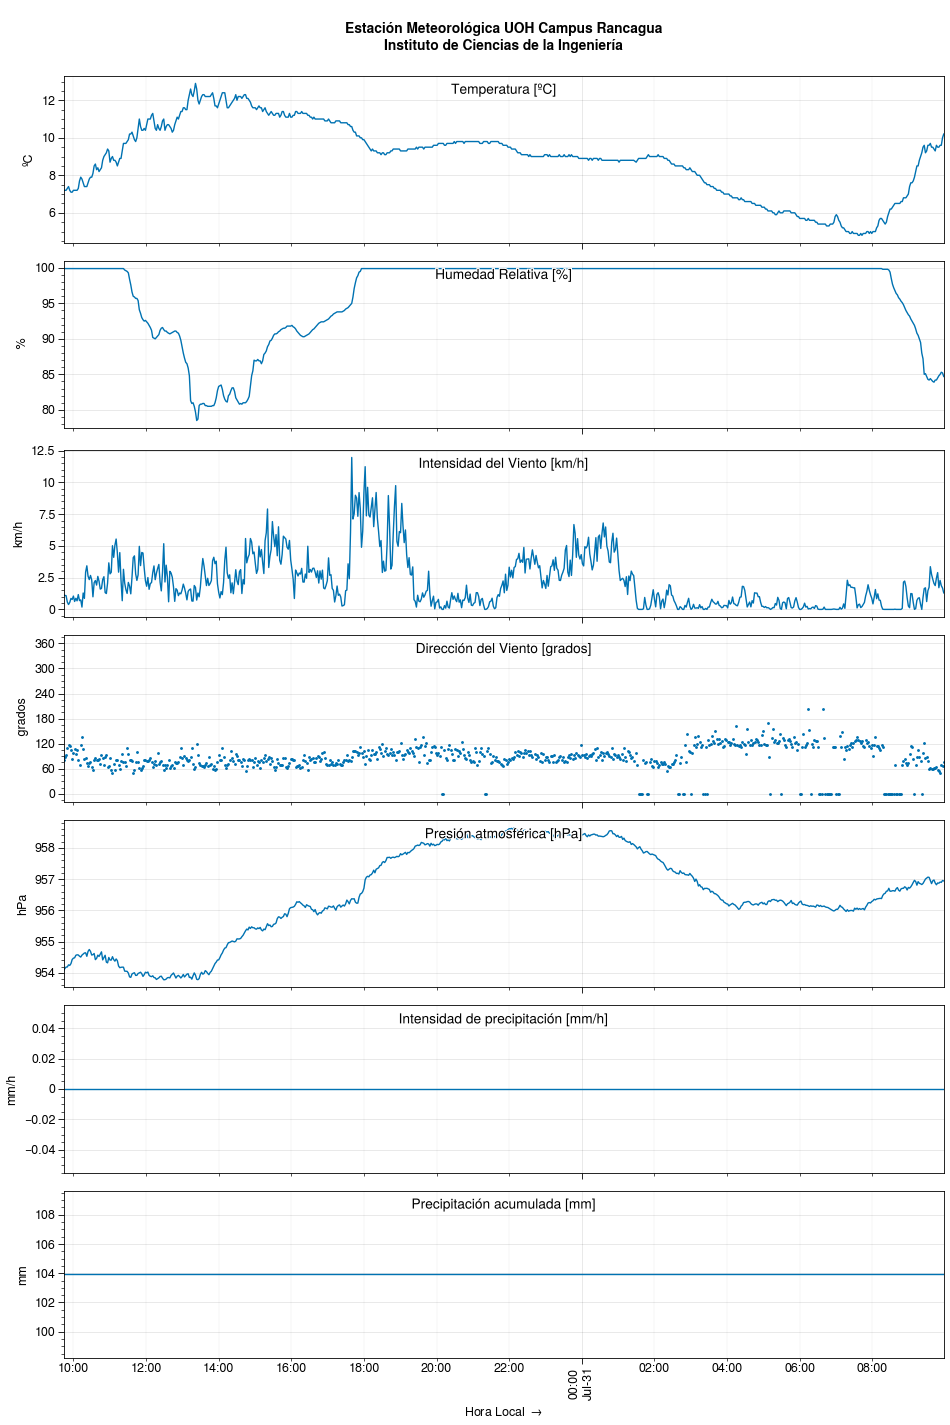 Estación Meteorológica UOH Campus Rancagua
Instituto de Ciencias de la Ingeniería
Temperatura [ºC]
ºC
12
10
8
6
Humedad Relativa [%]
%
100
95
90
85
80
Intensidad del Viento [km/h]
km/h
12.5
10
7.5
5
2.5
0
Dirección del Viento [grados]
grados
360
300
240
180
120
60
0
Presión atmosférica [hPa]
hPa
958
957
956
955
954
Intensidad de precipitación [mm/h]
mm/h
0.04
0.02
0
−0.02
−0.04
Precipitación acumulada [mm]
mm
108
106
104
102
100
10:00 12:00 14:00 16:00 18:00 20:00 22:00 00:00 02:00 04:00 06:00 08:00
Jul-31
Hora Local →